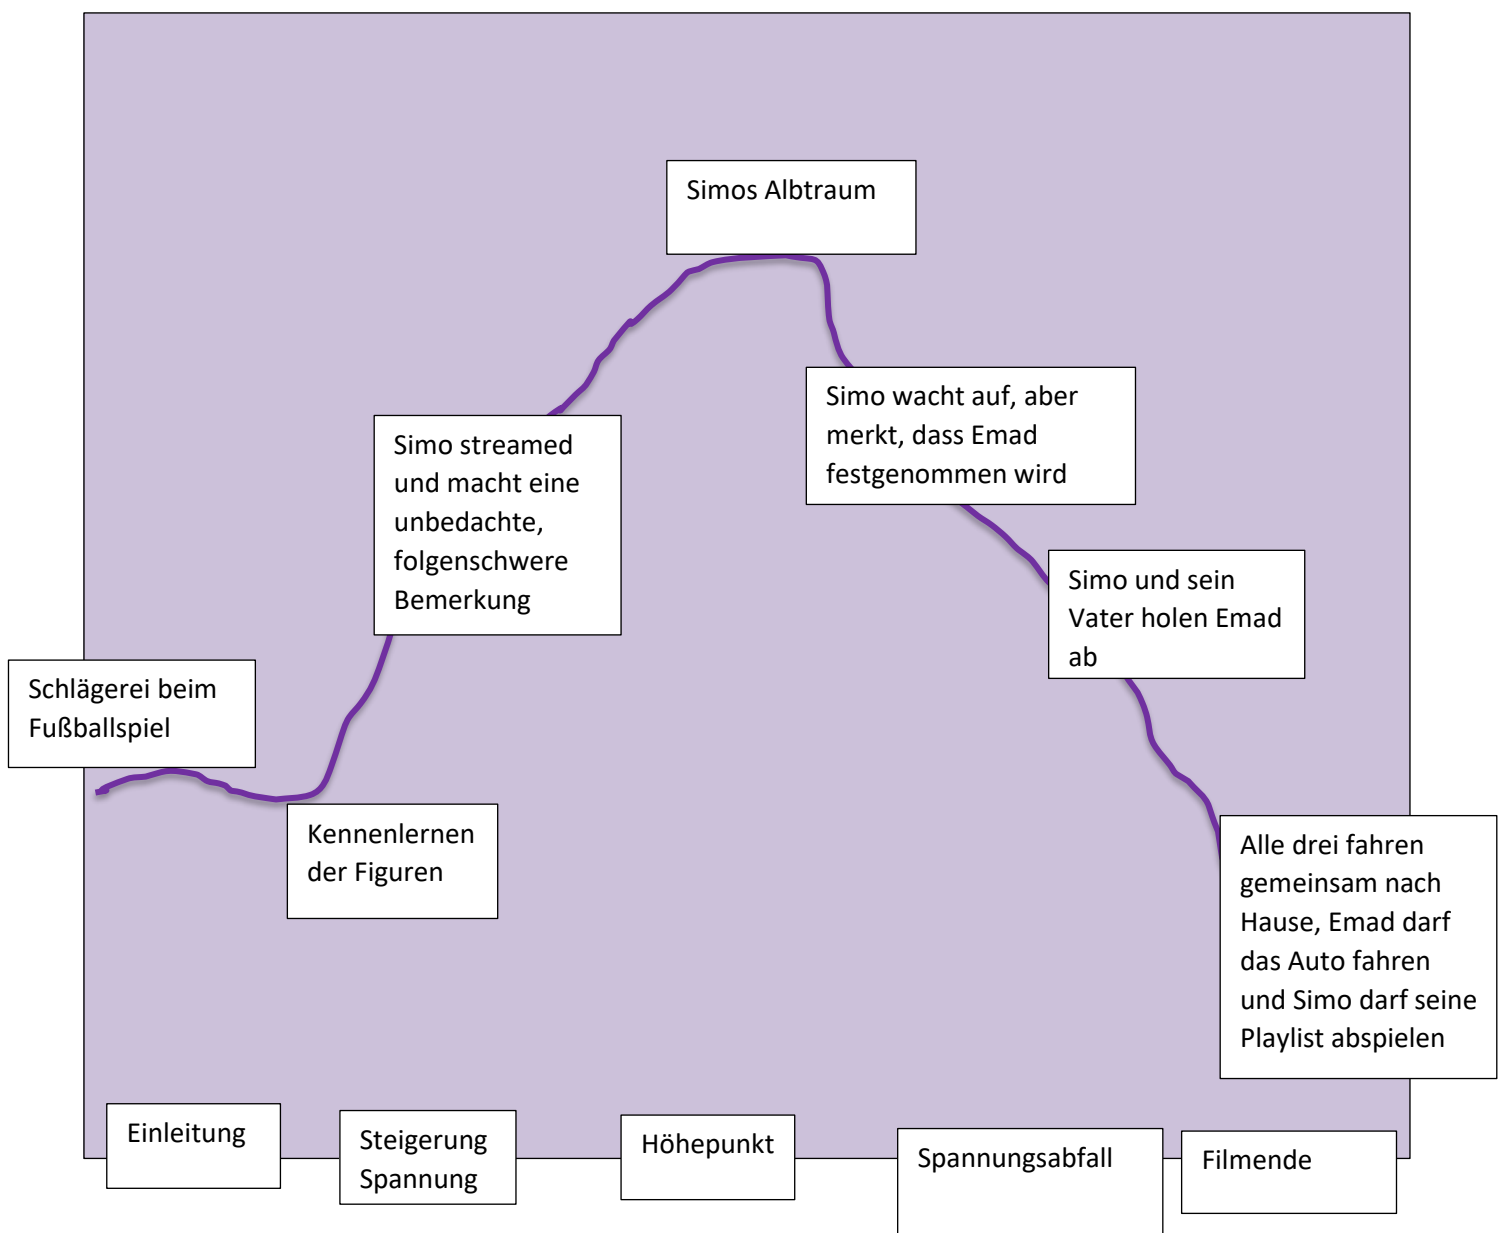 Simos Albtraum
Simo wacht auf, aber
merkt, dass Emad
festgenommen wird
Simo streamed
und macht eine
unbedachte,
folgenschwere
Bemerkung
Simo und sein
Vater holen Emad
ab
Schlägerei beim
Fußballspiel
Kennenlernen
der Figuren
Alle drei fahren
gemeinsam nach
Hause, Emad darf
das Auto fahren
und Simo darf seine
Playlist abspielen
Einleitung
Steigerung
Spannung
Höhepunkt
Spannungsabfall
Filmende